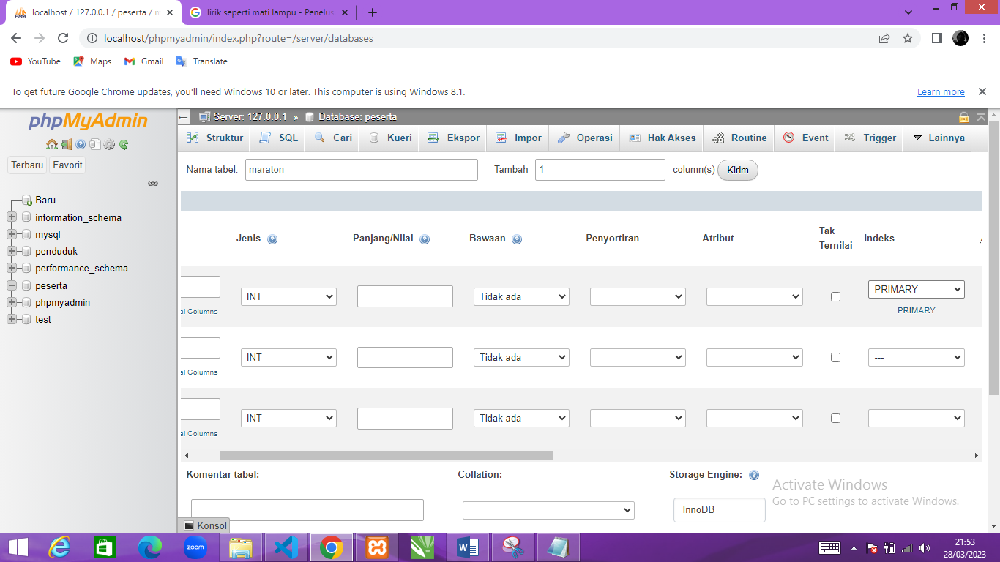 localhost / 127.0.0.1 / peserta /
lirik seperti mati lampu - Penelus
localhost/phpmyadmin/index.php?route=/server/databases
YouTube Maps Gmail Translate
To get future Google Chrome updates, you'll need Windows 10 or later. This computer is using Windows 8.1. Learn more
phpMyAdmin
Terbaru Favorit
Baru
information_schema
mysql
penduduk
performance_schema
peserta
phpmyadmin
test
Server: 127.0.0.1 » Database: peserta
Struktur SQL Cari Kueri Ekspor Impor Operasi Hak Akses Routine Event Trigger Lainnya
Nama tabel: maraton Tambah 1 column(s) Kirim
Jenis Panjang/Nilai Bawaan Penyortiran Atribut Tak Ternilai Indeks
INT Tidak ada PRIMARY
al Columns PRIMARY
INT Tidak ada ---
al Columns
INT Tidak ada ---
al Columns
Komentar tabel: Collation: Storage Engine:
InnoDB
Activate Windows
Go to PC settings to activate Windows.
Konsol
zoom
21:53
28/03/2023